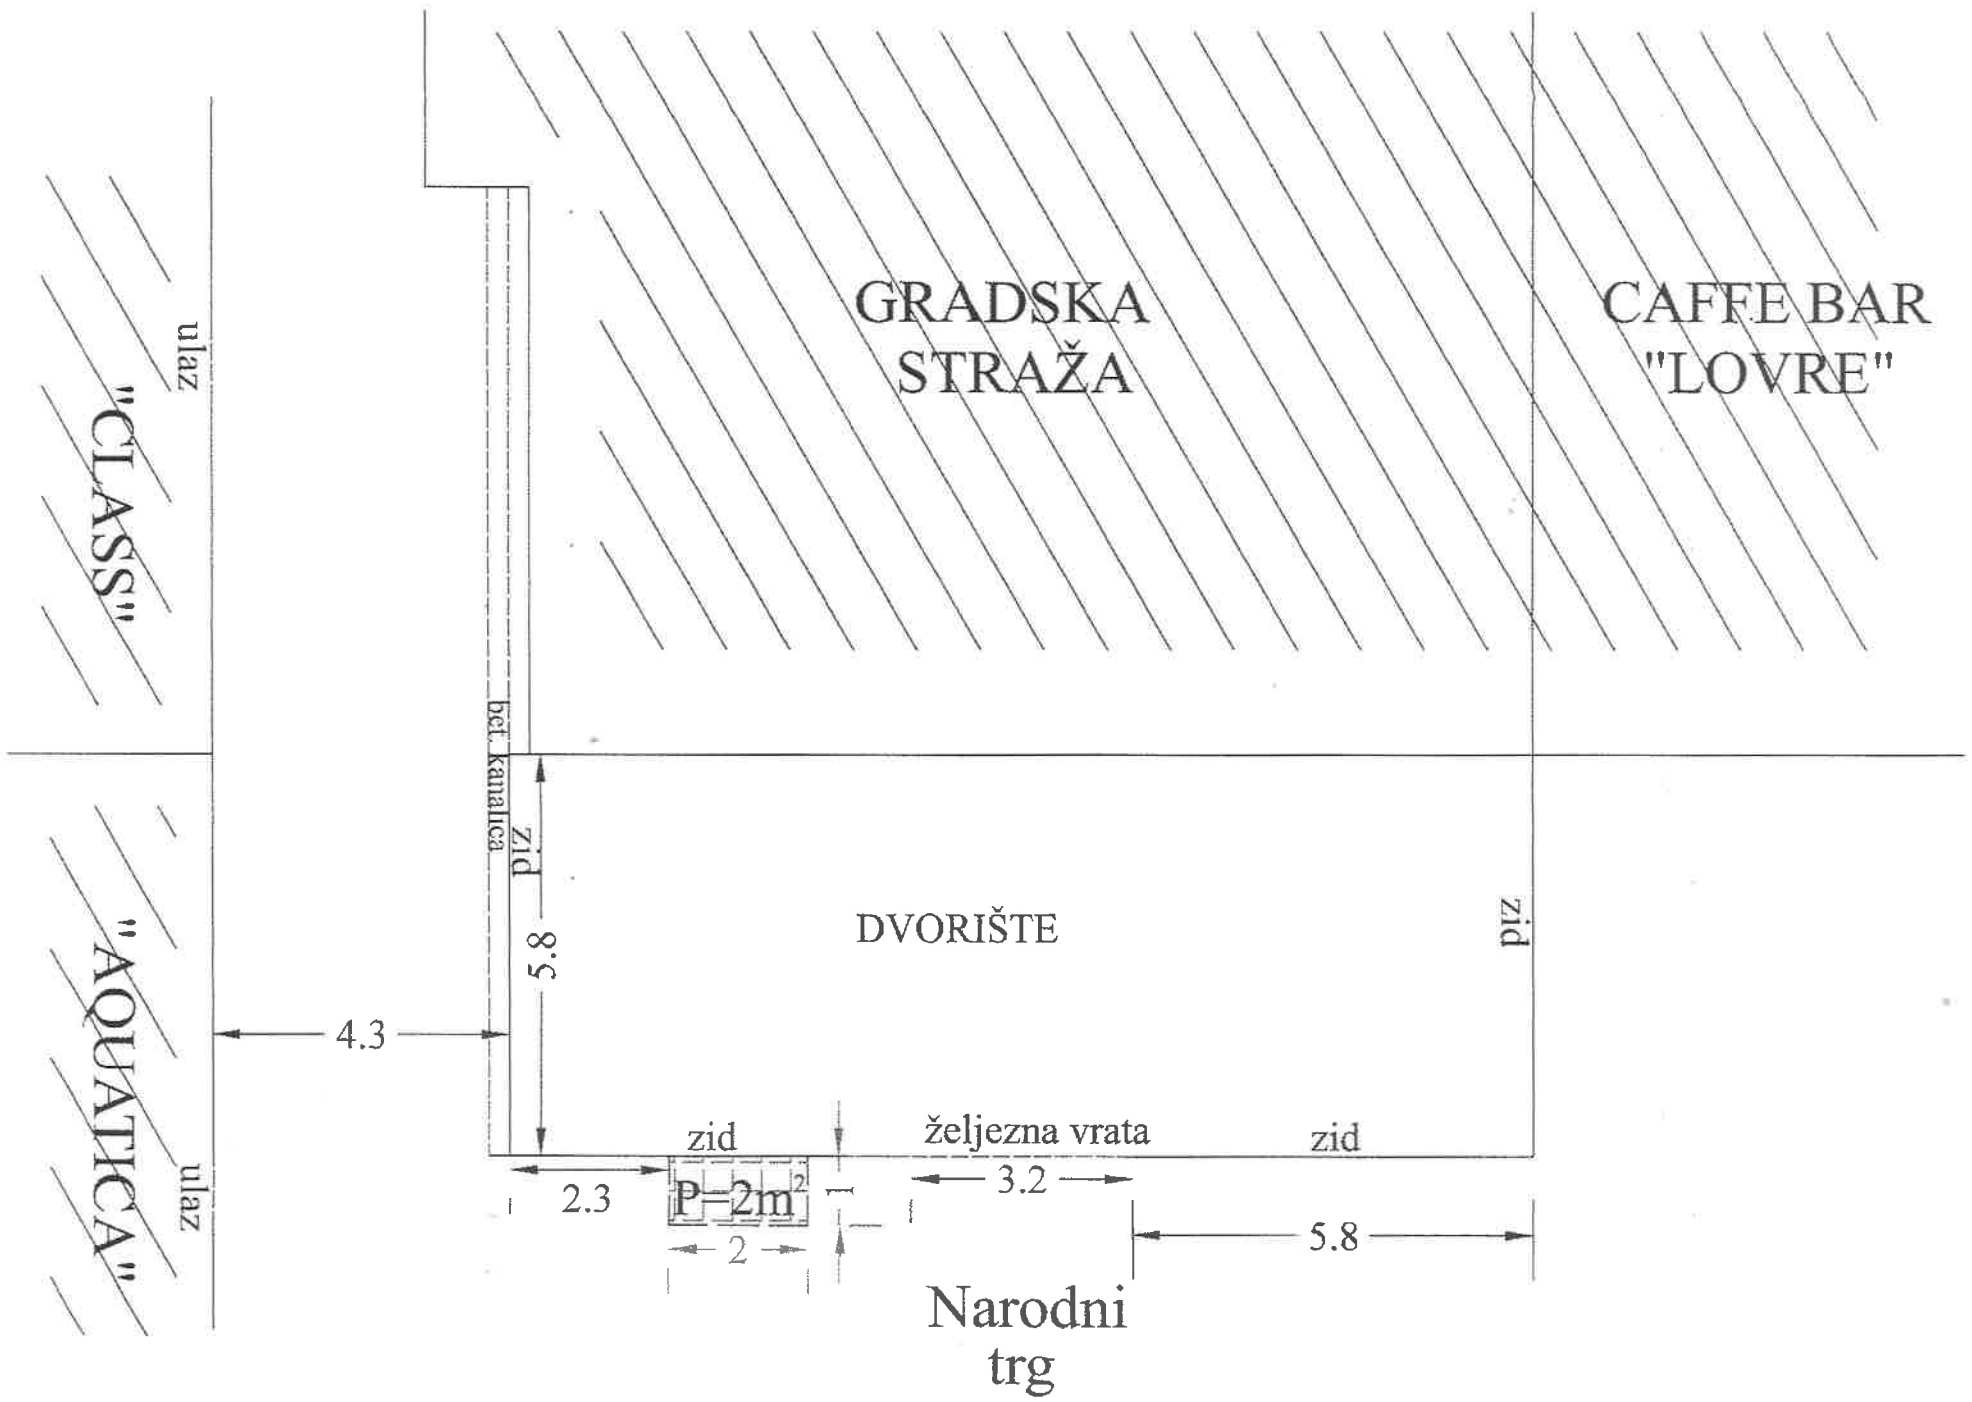 GRADSKA
STRAŽA
CAFFE BAR
"LOVRE"
ulaz
"CLASS"
bet. kanalica
zid
5.8
DVORIŠTE
zid
4.3
"AQUATICA"
ulaz
zid
željezna vrata
zid
2.3
P=2m²
1
3.2
2
5.8
Narodni
trg